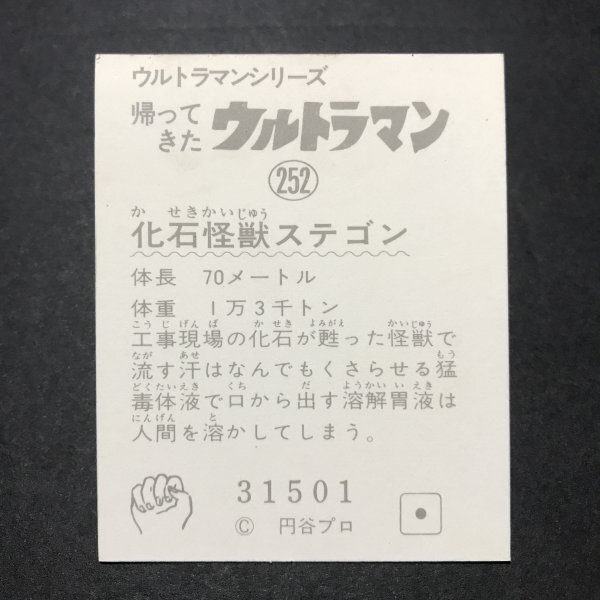 ウルトラマンシリーズ
帰って
きた
ウルトラマン
252
かせきかいじゅう
化石怪獣ステゴン
体長 70メートル
体重 1万3千トン
こうじげんば かせき よみがえ かいじゅう
工事現場の化石が甦った怪獣で
なが あせ もう
流す汗はなんでもくさらせる猛
どくたいえき くち だ ようかいいえき
毒体液で口から出す溶解胃液は
にんげん と
人間を溶かしてしまう。
31501
© 円谷プロ